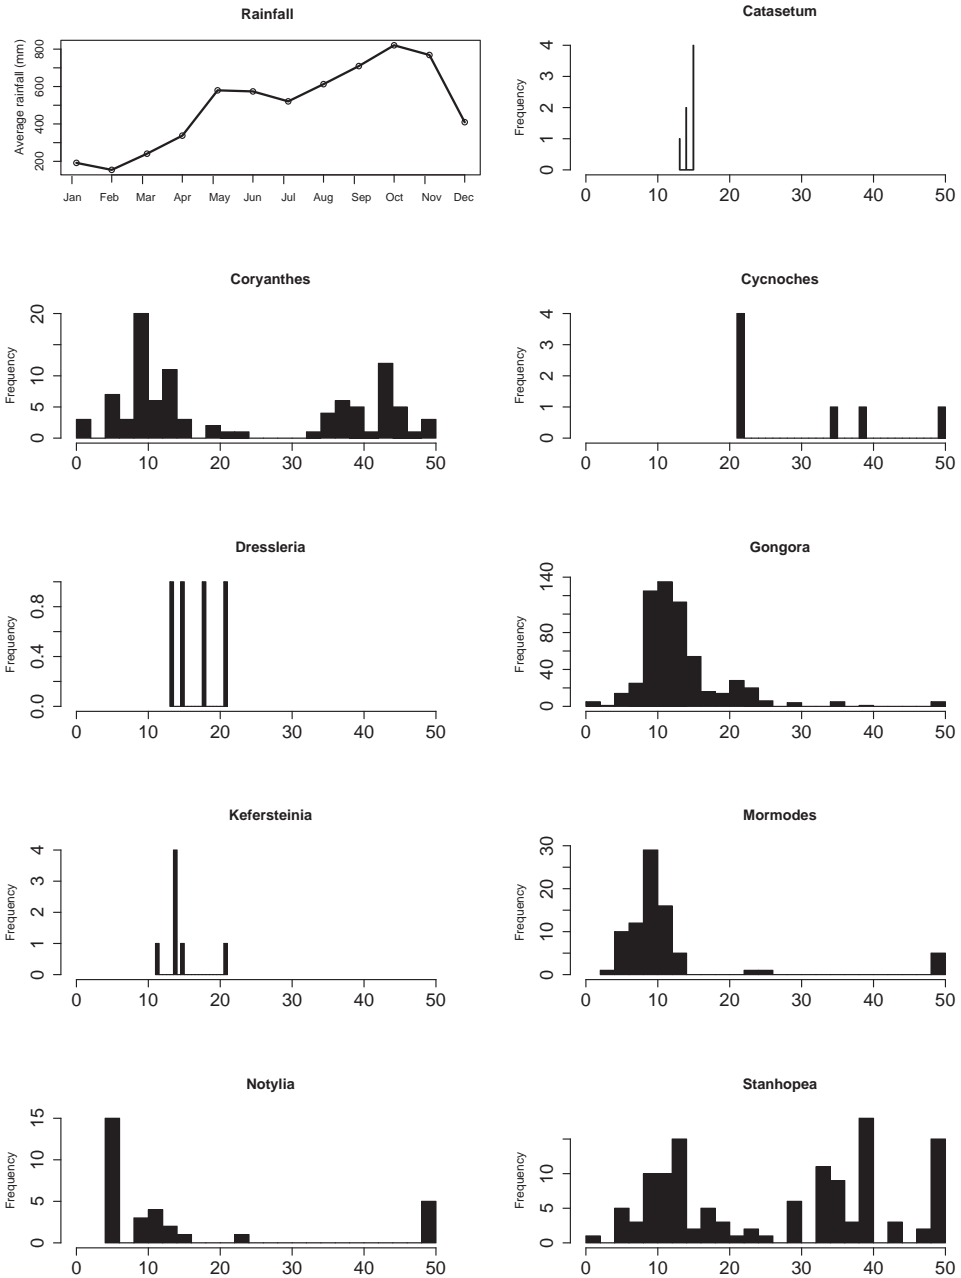 Rainfall
Average rainfall (mm)
200 400 600 800
Jan Feb Mar Apr May Jun Jul Aug Sep Oct Nov Dec
Catasetum
Frequency
0 1 2 3 4
0 10 20 30 40 50
Coryanthes
Frequency
0 5 10 20
0 10 20 30 40 50
Cycnoches
Frequency
0 1 2 3 4
0 10 20 30 40 50
Dressleria
Frequency
0.0 0.4 0.8
0 10 20 30 40 50
Gongora
Frequency
0 40 80 140
0 10 20 30 40 50
Kefersteinia
Frequency
0 1 2 3 4
0 10 20 30 40 50
Mormodes
Frequency
0 10 20 30
0 10 20 30 40 50
Notylia
Frequency
0 5 10 15
0 10 20 30 40 50
Stanhopea
Frequency
0 5 10
0 10 20 30 40 50